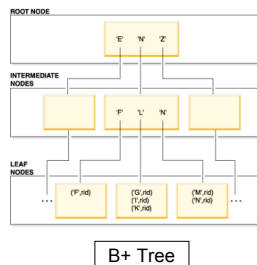 ROOT NODE
'E' 'N' 'Z'
INTERMEDIATE
NODES
'F' 'L' 'N'
LEAF
NODES
... ('F',rid) ('G',rid) ('M',rid) ...
('I',rid) ('N',rid)
('K',rid)
B+ Tree